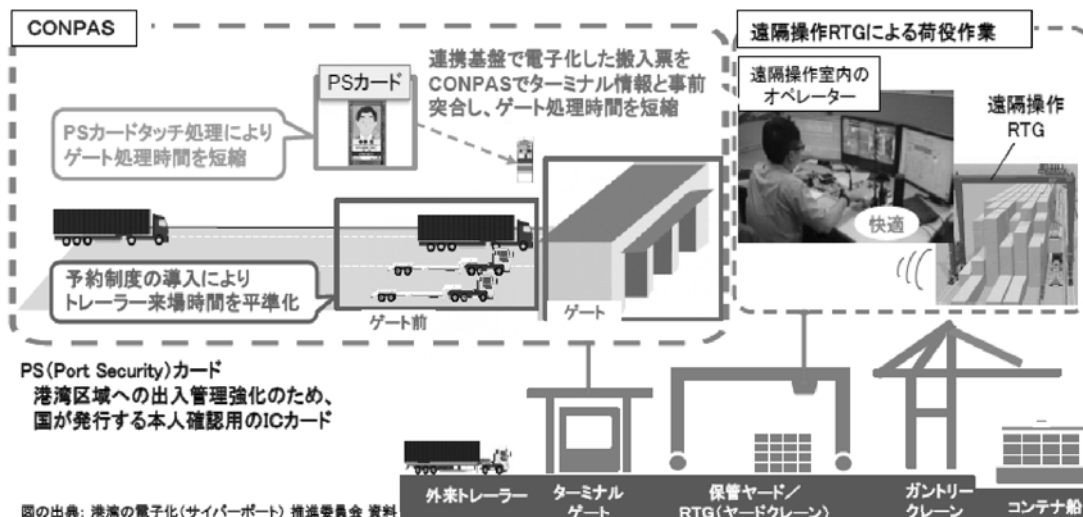 CONPAS
PSカード
連携基盤で電子化した搬入票を
CONPASでターミナル情報と事前
突合し、ゲート処理時間を短縮
PSカードタッチ処理により
ゲート処理時間を短縮
予約制度の導入により
トレーラー来場時間を平準化
ゲート前
ゲート
遠隔操作RTGによる荷役作業
遠隔操作室内の
オペレーター
遠隔操作
RTG
快適
PS(Port Security)カード
港湾区域への出入管理強化のため、
国が発行する本人確認用のICカード
外来トレーラー
ターミナル
ゲート
保管ヤード/
RTG(ヤードクレーン)
ガントリー
クレーン
コンテナ船
図の出典: 港湾の電子化(サイバーポート) 推進委員会 資料